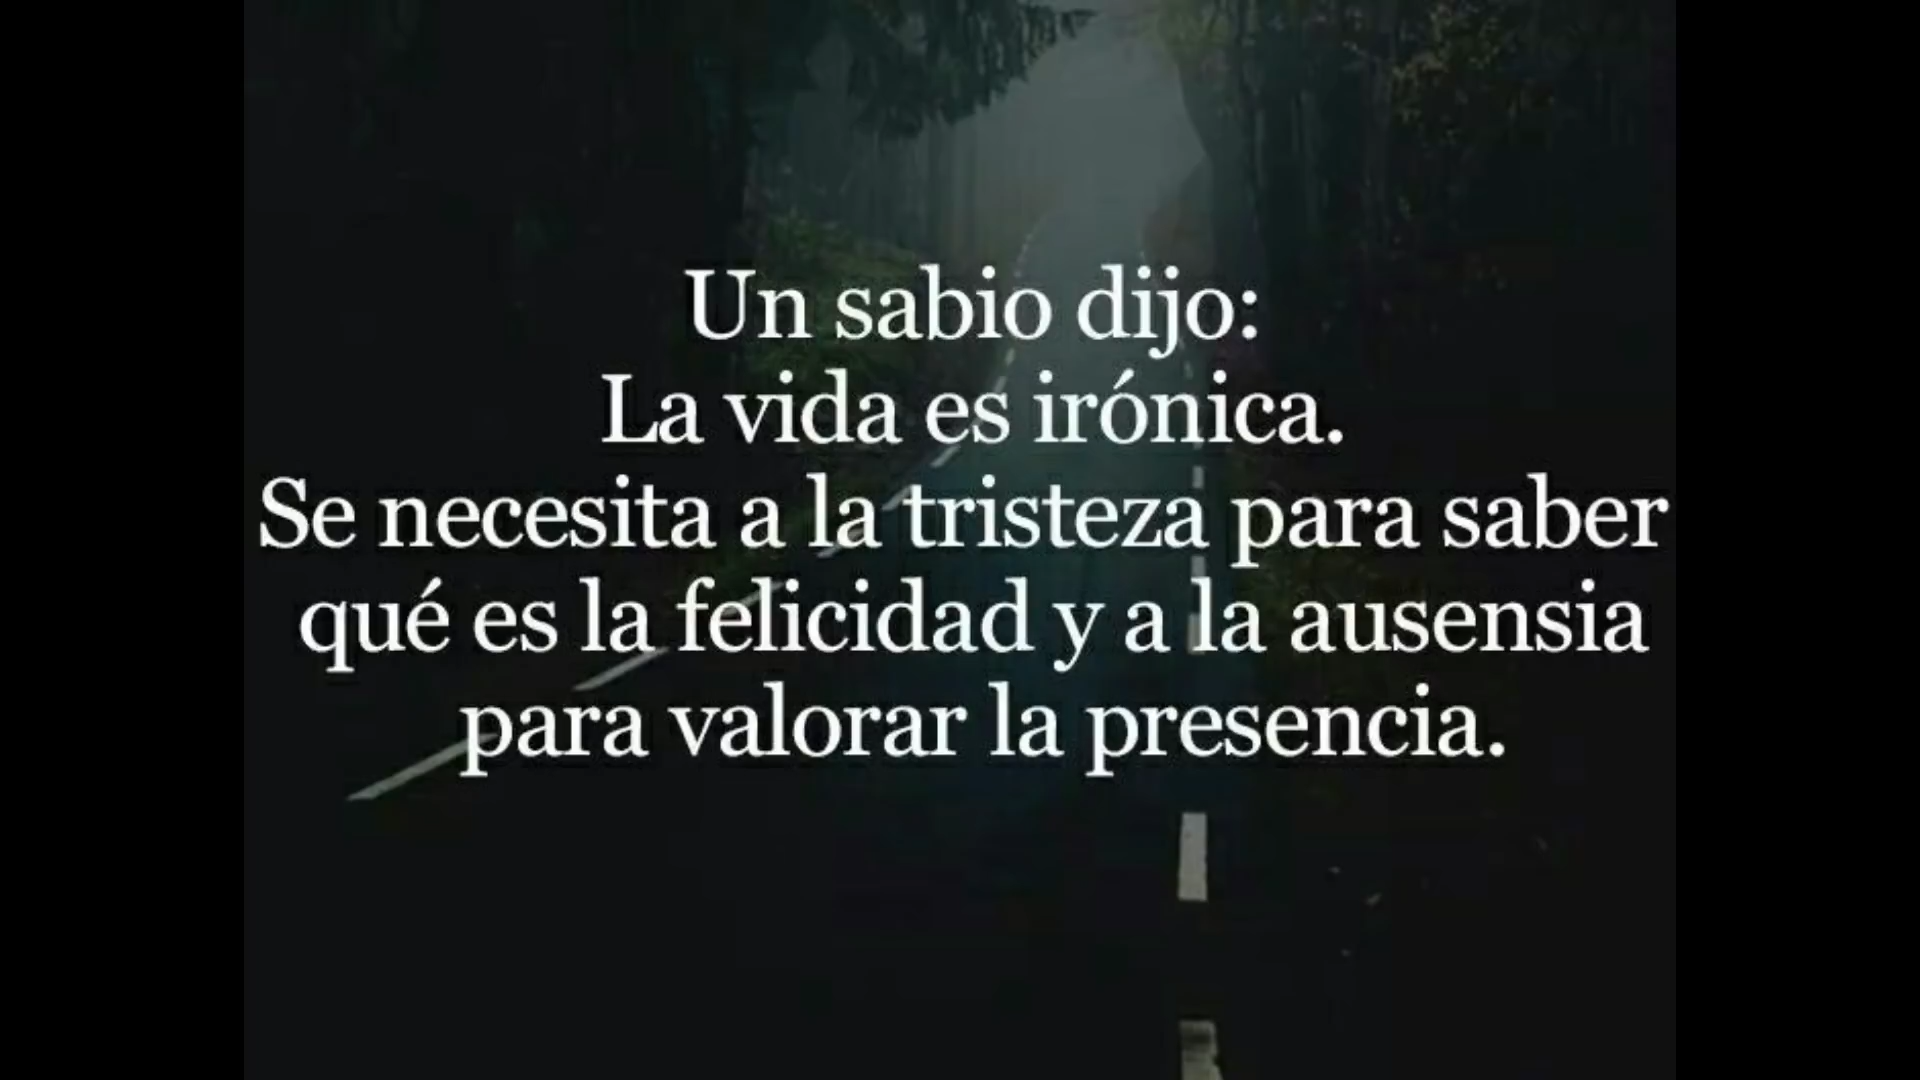 Un sabio dijo:
La vida es irónica.
Se necesita a la tristeza para saber
qué es la felicidad y a la ausensia
para valorar la presencia.